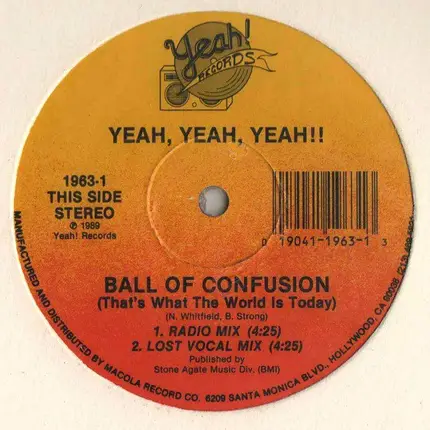 Yeah!
RECORDS
YEAH, YEAH, YEAH!!
1963-1
THIS SIDE
STEREO
℗ 1989
Yeah! Records
0 19041-1963-1 3
BALL OF CONFUSION
(That's What The World Is Today)
(N. Whitfield, B. Strong)
1. RADIO MIX (4:25)
2. LOST VOCAL MIX (4:25)
Published by
Stone Agate Music Div. (BMI)
MANUFACTURED AND DISTRIBUTED BY MACOLA RECORD CO. 6209 SANTA MONICA BLVD., HOLLYWOOD, CA 90038 (213)